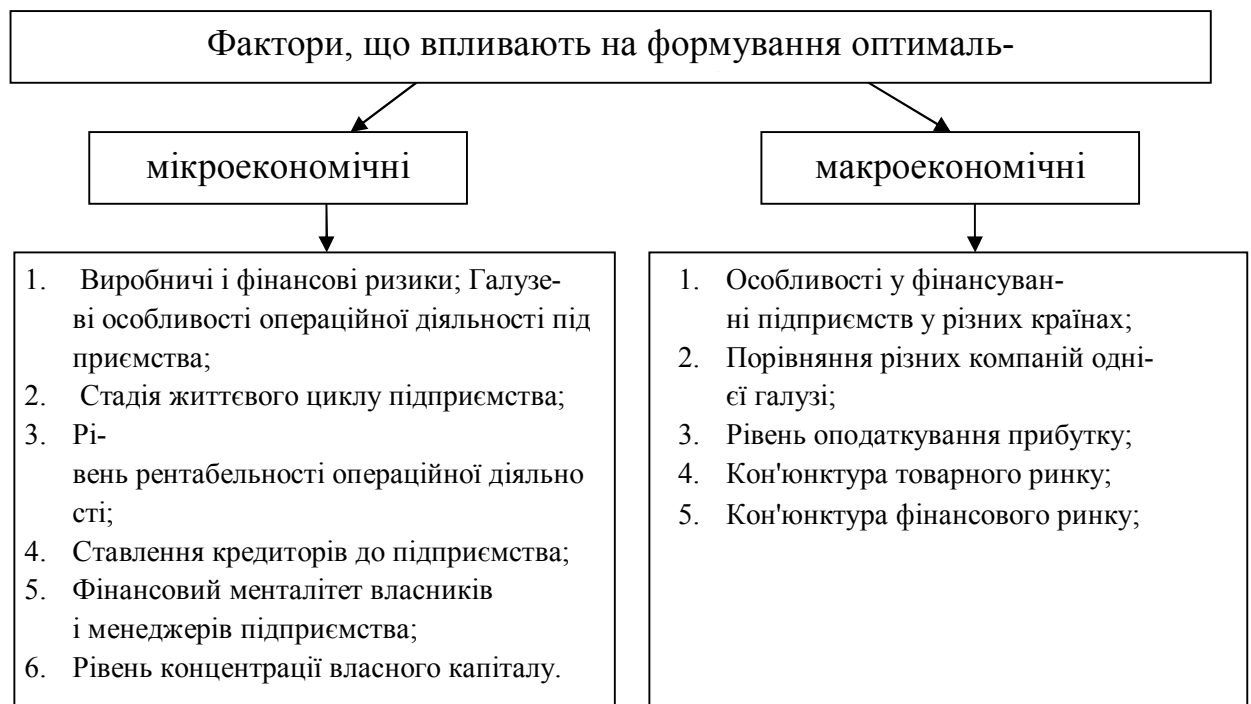 Фактори, що впливають на формування оптималь-
мікроекономічні
макроекономічні
1. Виробничі і фінансові ризики; Галузе-
ві особливості операційної діяльності під
приємства;
2. Стадія життєвого циклу підприємства;
3. Рі-
вень рентабельності операційної діяльно
сті;
4. Ставлення кредиторів до підприємства;
5. Фінансовий менталітет власників
і менеджерів підприємства;
6. Рівень концентрації власного капіталу.
1. Особливості у фінансуван-
ні підприємств у різних країнах;
2. Порівняння різних компаній одні-
єї галузі;
3. Рівень оподаткування прибутку;
4. Кон'юнктура товарного ринку;
5. Кон'юнктура фінансового ринку;